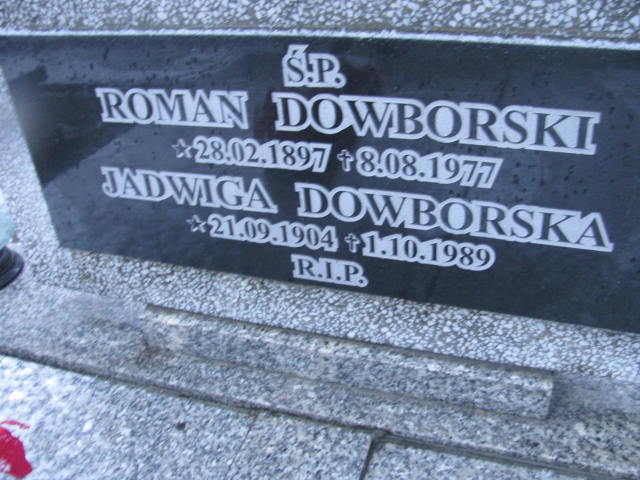 Ś.P.
ROMAN DOWBORSKI
★28.02.1897 ✝8.08.1977
JADWIGA DOWBORSKA
★21.09.1904 ✝1.10.1989
R.I.P.